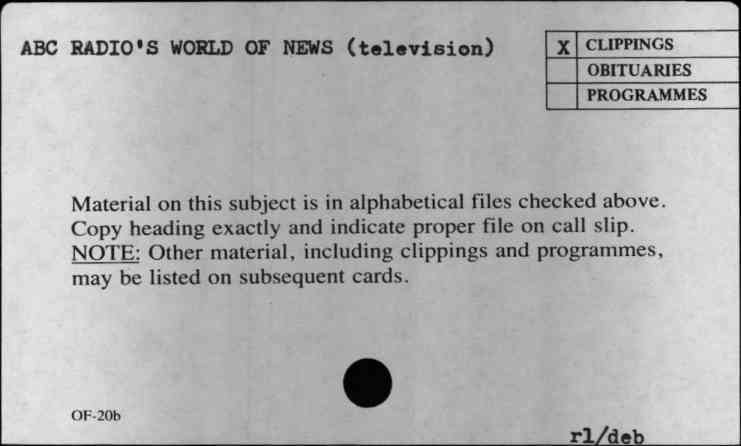 ABC RADIO'S WORLD OF NEWS (television)
X CLIPPINGS
OBITUARIES
PROGRAMMES
Material on this subject is in alphabetical files checked above.
Copy heading exactly and indicate proper file on call slip.
NOTE: Other material, including clippings and programmes,
may be listed on subsequent cards.
OF-20b
rl/deb